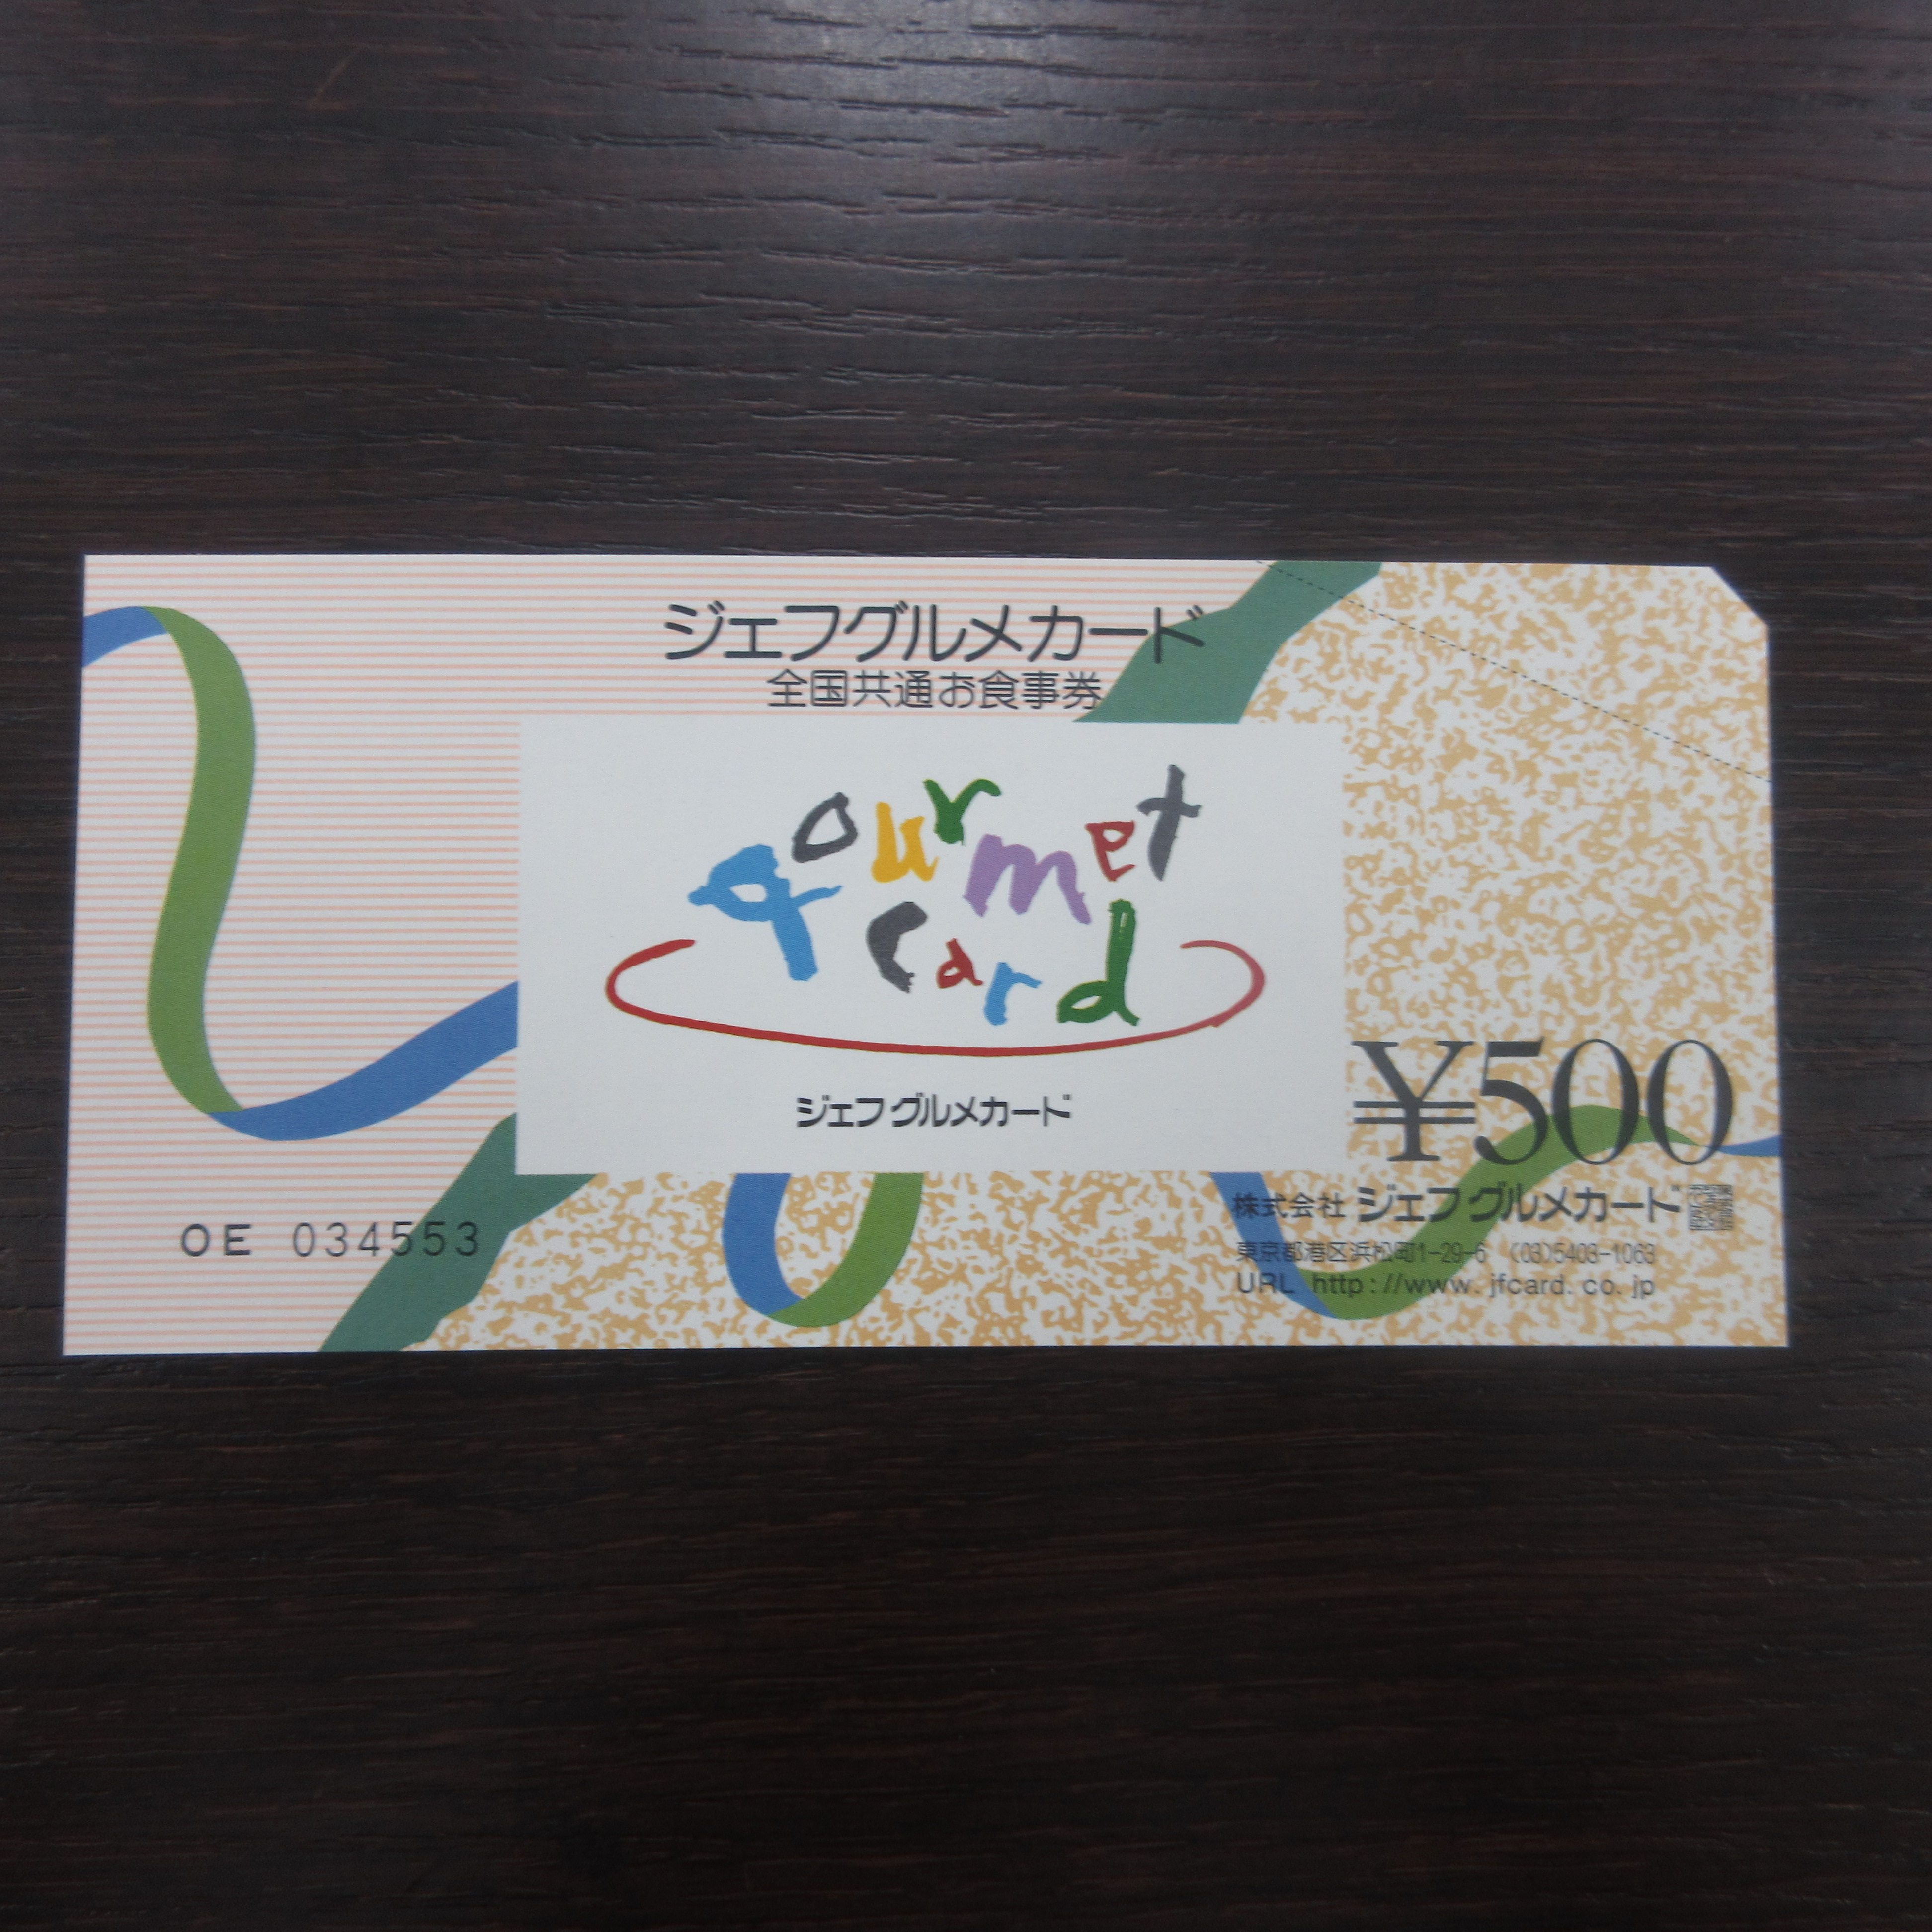 ジェフグルメカード
全国共通お食事券
gourmet
card
ジェフグルメカード
¥500
OE 034553
株式会社 ジェフグルメカード
東京都港区浜松町1-29-6 (03)5403-1063
URL http://www.jfcard.co.jp